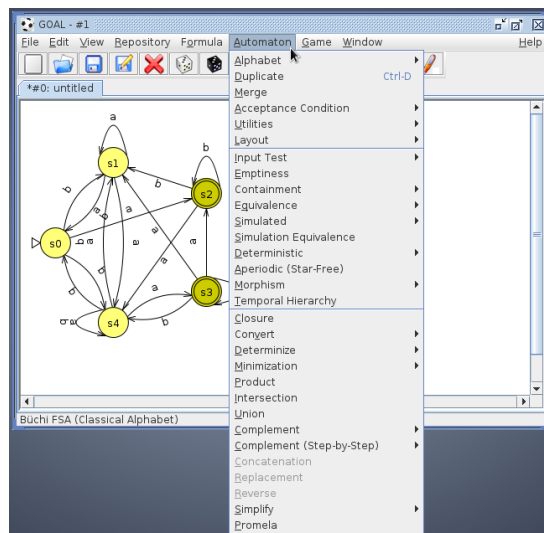 GOAL - #1
File Edit View Repository Formula Automaton Game Window Help
*#0: untitled
Alphabet
Duplicate Ctrl-D
Merge
Acceptance Condition
Utilities
Layout
Input Test
Emptiness
Containment
Equivalence
Simulated
Simulation Equivalence
Deterministic
Aperiodic (Star-Free)
Morphism
Temporal Hierarchy
Closure
Convert
Determinize
Minimization
Product
Intersection
Union
Complement
Complement (Step-by-Step)
Concatenation
Replacement
Reverse
Simplify
Promela
a
s1
b
b
b
s2
a
b
a
s0
b
a
a
a
a
b
b
a
s3
b
a
s4
b
Büchi FSA (Classical Alphabet)